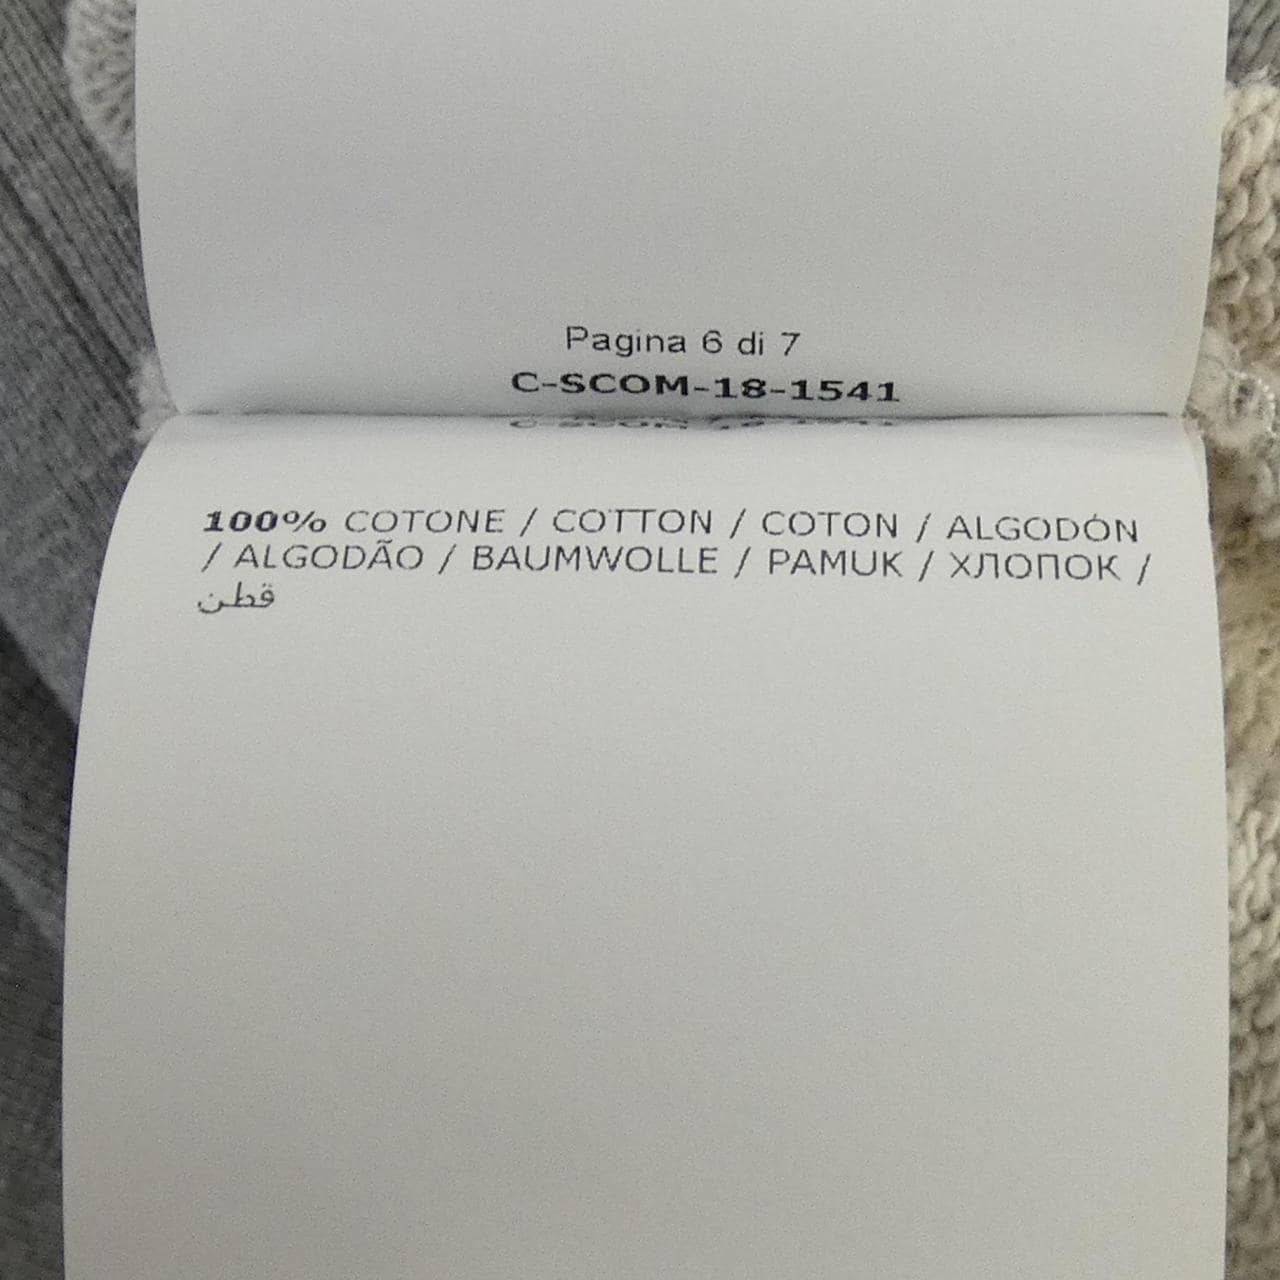 Pagina 6 di 7
C-SCOM-18-1541
100% COTONE / COTTON / COTON / ALGODÓN
/ ALGODÃO / BAUMWOLLE / PAMUK / ХЛОПОК /
قطن